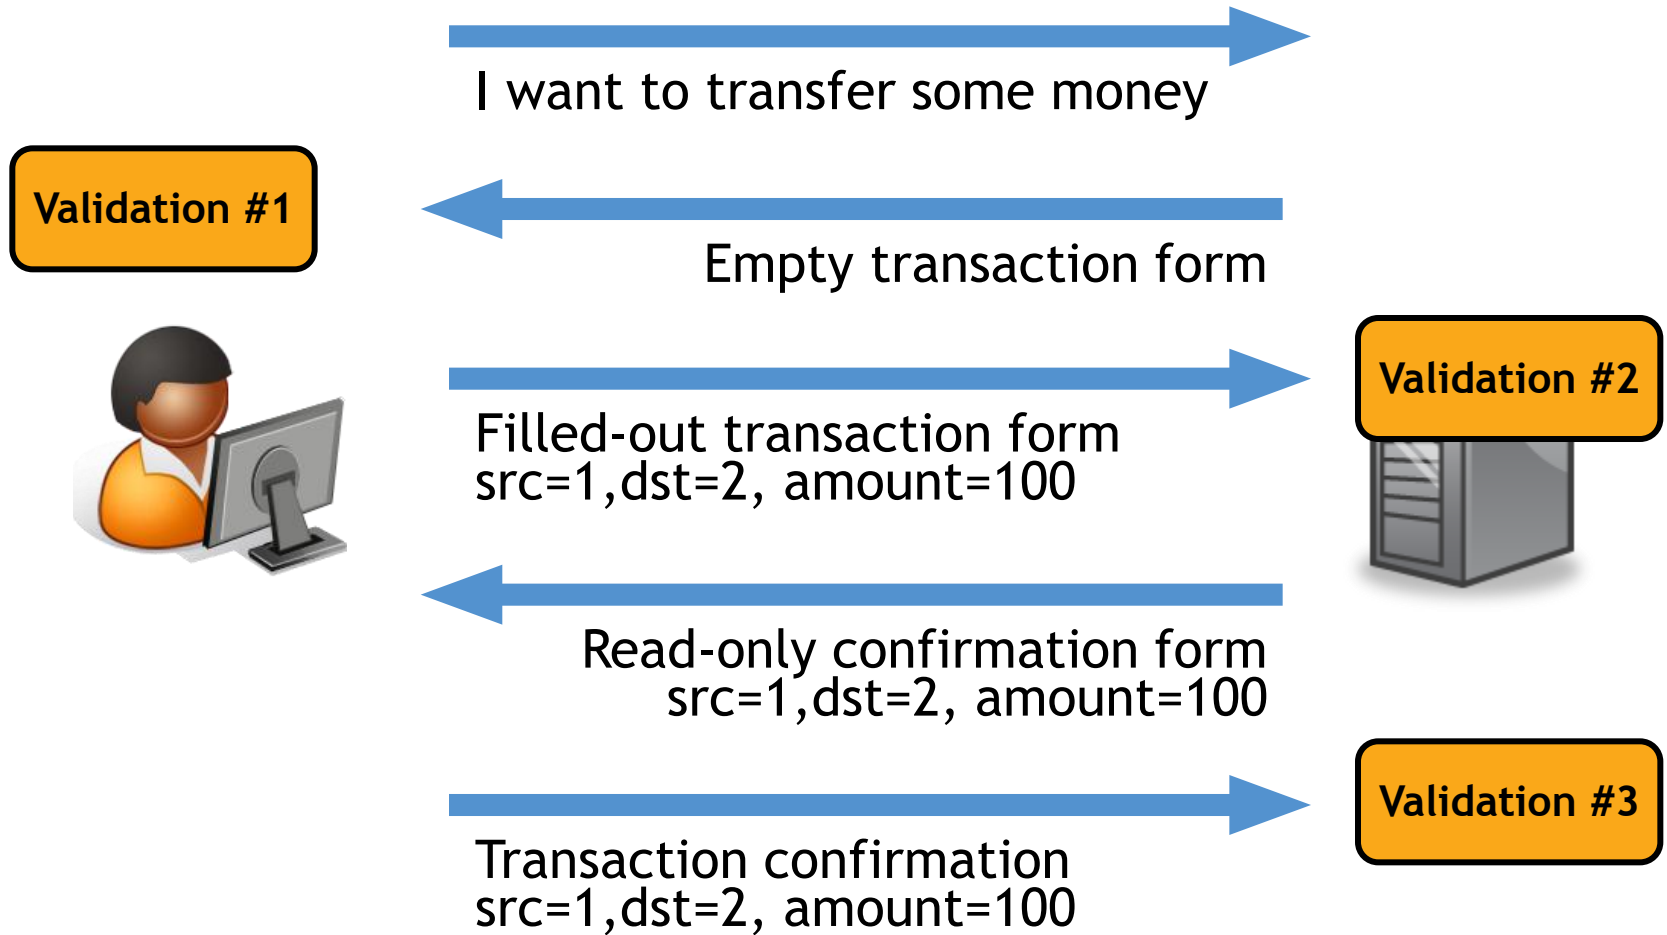 I want to transfer some money
Validation #1
Empty transaction form
Validation #2
Filled-out transaction form
src=1,dst=2, amount=100
Read-only confirmation form
src=1,dst=2, amount=100
Validation #3
Transaction confirmation
src=1,dst=2, amount=100